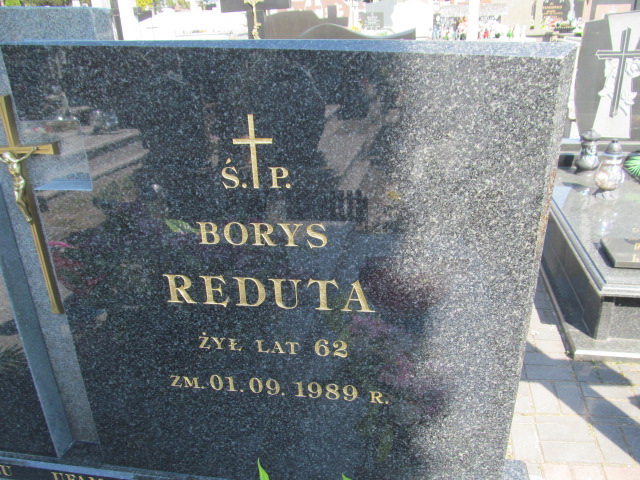 Ś. P.
BORYS
REDUTA
ŻYŁ LAT 62
ZM. 01.09.1989 R.